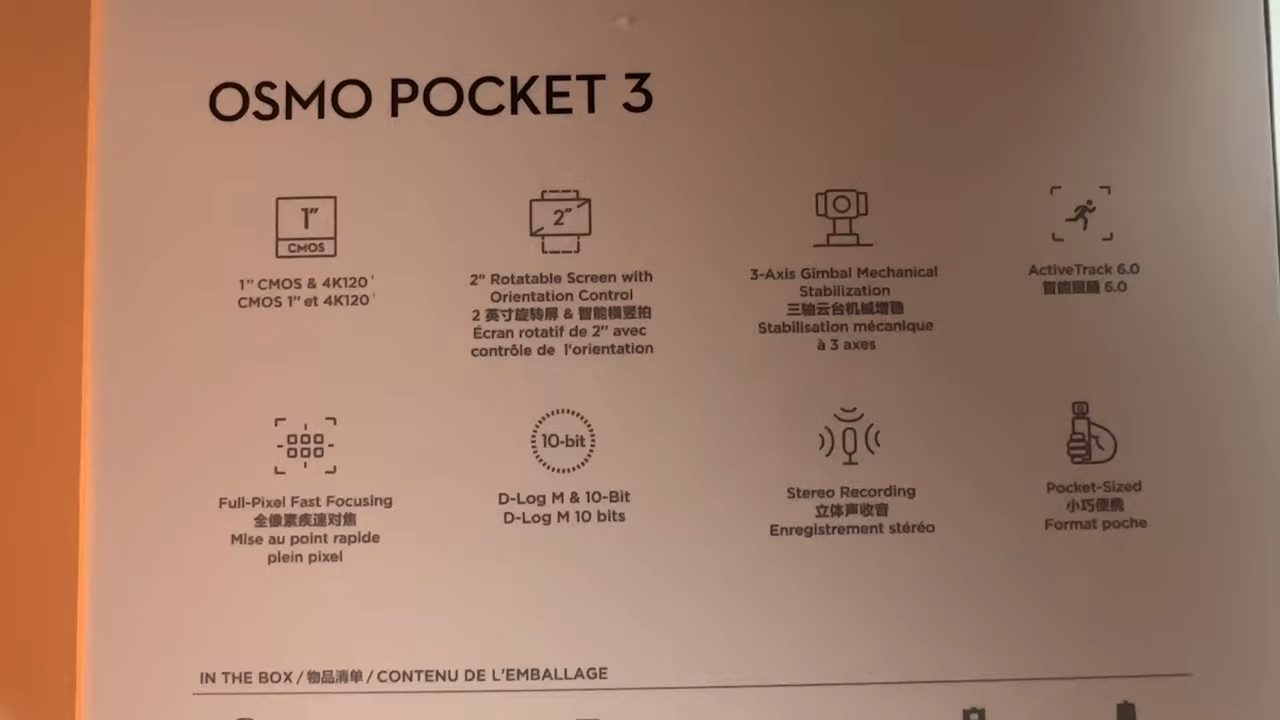 OSMO POCKET 3
1"
CMOS
1" CMOS & 4K120¹
CMOS 1" et 4K120¹
2"
2" Rotatable Screen with
Orientation Control
2 英寸旋转屏 & 智能横竖拍
Écran rotatif de 2" avec
contrôle de l'orientation
3-Axis Gimbal Mechanical
Stabilization
三轴云台机械增稳
Stabilisation mécanique
à 3 axes
ActiveTrack 6.0
智能跟随 6.0
Full-Pixel Fast Focusing
全像素疾速对焦
Mise au point rapide
plein pixel
10-bit
D-Log M & 10-Bit
D-Log M 10 bits
Stereo Recording
立体声收音
Enregistrement stéréo
Pocket-Sized
小巧便携
Format poche
IN THE BOX / 物品清单 / CONTENU DE L'EMBALLAGE